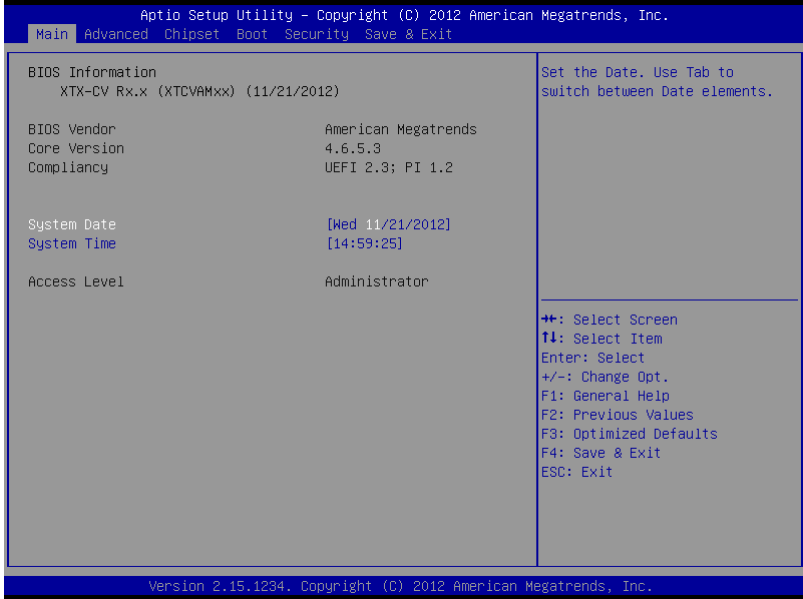 Aptio Setup Utility – Copyright (C) 2012 American Megatrends, Inc.
Main Advanced Chipset Boot Security Save & Exit
BIOS Information
XTX-CV Rx.x (XTCVAMxx) (11/21/2012)
BIOS Vendor American Megatrends
Core Version 4.6.5.3
Compliancy UEFI 2.3; PI 1.2
System Date [Wed 11/21/2012]
System Time [14:59:25]
Access Level Administrator
Set the Date. Use Tab to
switch between Date elements.
→←: Select Screen
↑↓: Select Item
Enter: Select
+/-: Change Opt.
F1: General Help
F2: Previous Values
F3: Optimized Defaults
F4: Save & Exit
ESC: Exit
Version 2.15.1234. Copyright (C) 2012 American Megatrends, Inc.